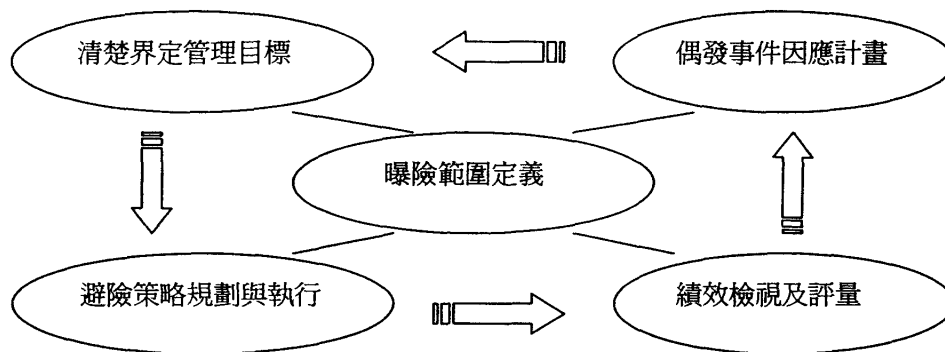 清楚界定管理目標
偶發事件因應計畫
曝險範圍定義
避險策略規劃與執行
績效檢視及評量